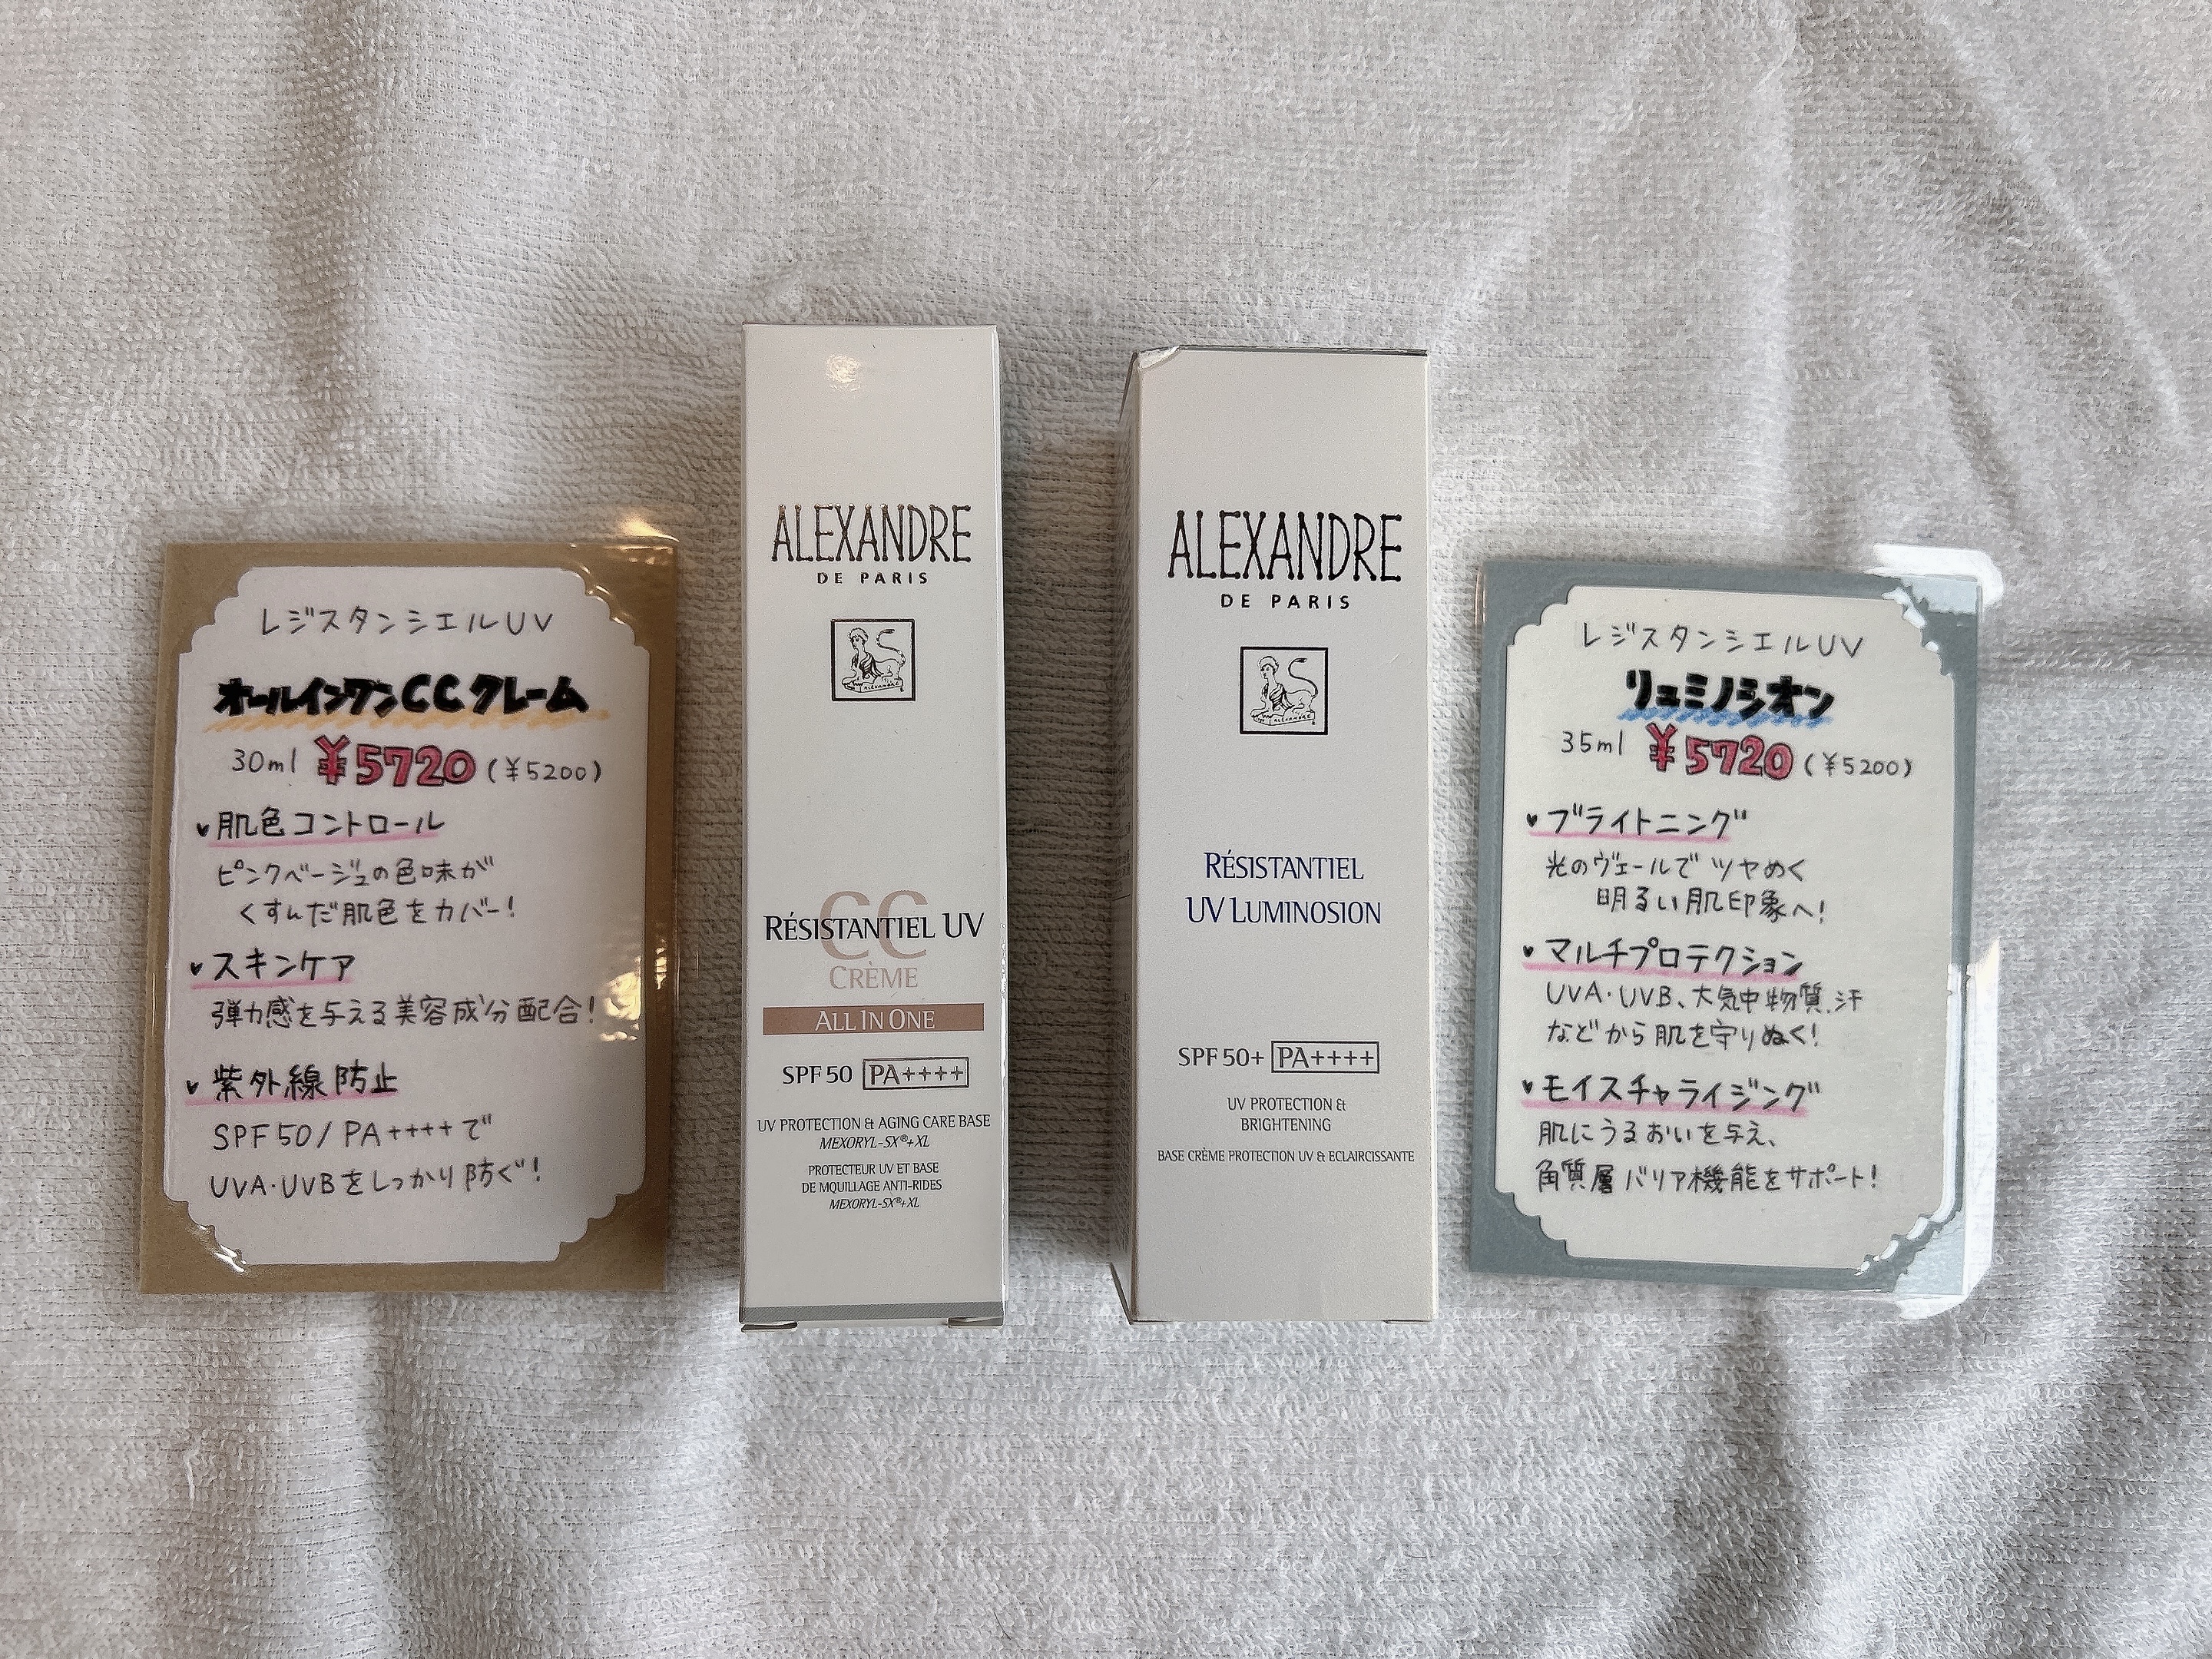 レジスタンシエルUV
オールインワンCCクレーム
30ml ¥5720(¥5200)
♥肌色コントロール
ピンクベージュの色味が
くすんだ肌色をカバー!
♥スキンケア
弾力感を与える美容成分配合!
♥紫外線防止
SPF50/PA++++で
UVA・UVBをしっかり防ぐ!
ALEXANDRE
DE PARIS
ALEXANDRE
CC
RÉSISTANTIEL UV
CRÈME
ALL IN ONE
SPF 50 PA++++
UV PROTECTION & AGING CARE BASE
MEXORYL-SX®+XL
PROTECTEUR UV ET BASE
DE MQUILLAGE ANTI-RIDES
MEXORYL-SX®+XL
ALEXANDRE
DE PARIS
ALEXANDRE
RÉSISTANTIEL
UV LUMINOSION
SPF 50+ PA++++
UV PROTECTION &
BRIGHTENING
BASE CRÈME PROTECTION UV & ECLAIRCISSANTE
レジスタンシエルUV
リュミノシオン
35ml ¥5720(¥5200)
♥ブライトニング
光のヴェールでツヤめく
明るい肌印象へ!
♥マルチプロテクション
UVA・UVB、大気中物質、汗
などから肌を守りぬく!
♥モイスチャライジング
肌にうるおいを与え、
角質層バリア機能をサポート!